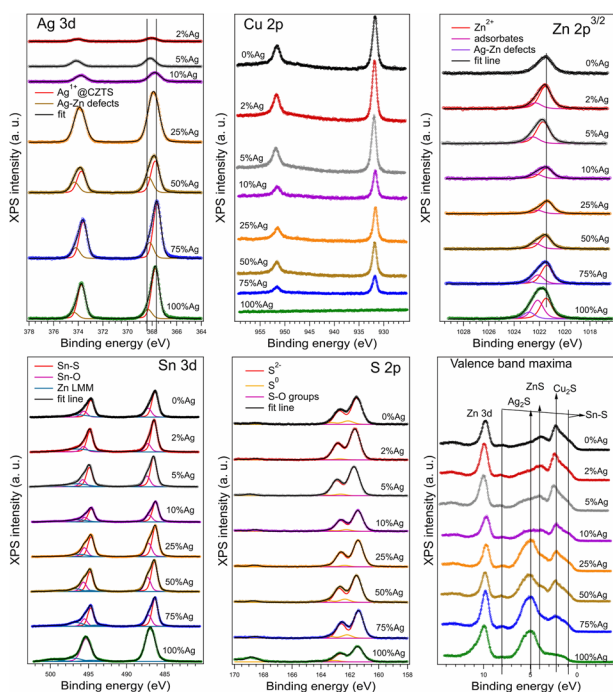 Ag 3d
2%Ag
5%Ag
10%Ag
Ag1+@CZTS
Ag-Zn defects
fit
25%Ag
50%Ag
75%Ag
100%Ag
378 376 374 372 370 368 366 364
Binding energy (eV)
XPS intensity (a. u.)
Cu 2p
0%Ag
2%Ag
5%Ag
10%Ag
25%Ag
50%Ag
75%Ag
100%Ag
955 950 945 940 935 930
Binding energy (eV)
XPS intensity (a. u.)
Zn 2p3/2
Zn2+
adsorbates
Ag-Zn defects
fit line
0%Ag
2%Ag
5%Ag
10%Ag
25%Ag
50%Ag
75%Ag
100%Ag
1028 1026 1024 1022 1020 1018 1016
Binding energy (eV)
XPS intensity (a. u.)
Sn 3d
Sn-S
Sn-O
Zn LMM
fit line
0%Ag
2%Ag
5%Ag
10%Ag
25%Ag
50%Ag
75%Ag
100%Ag
500 495 490 485
Binding energy (eV)
XPS intensity (a. u.)
S 2p
S2-
S0
S-O groups
fit line
0%Ag
2%Ag
5%Ag
10%Ag
25%Ag
50%Ag
75%Ag
100%Ag
170 168 166 164 162 160 158
Binding energy (eV)
XPS intensity (a. u.)
Valence band maxima
Cu2S
ZnS
Ag2S
Zn 3d
Sn-S
0%Ag
2%Ag
5%Ag
10%Ag
25%Ag
50%Ag
75%Ag
100%Ag
10 5 0
Binding energy (eV)
XPS intensity (a. u.)